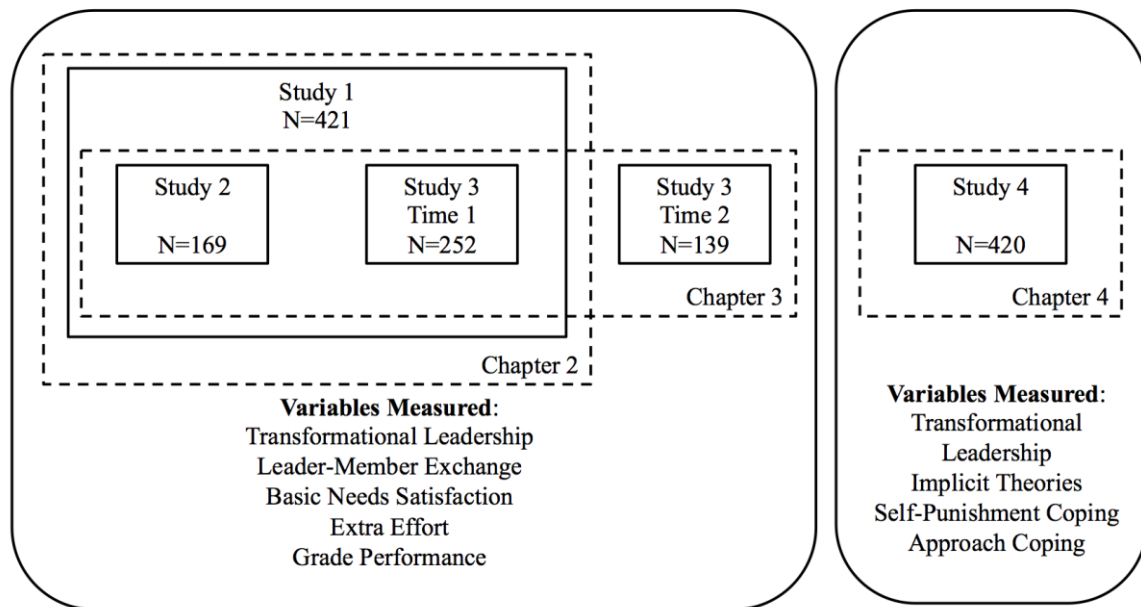 Study 1
N=421
Study 2
N=169
Study 3
Time 1
N=252
Study 3
Time 2
N=139
Chapter 3
Chapter 2
Variables Measured:
Transformational Leadership
Leader-Member Exchange
Basic Needs Satisfaction
Extra Effort
Grade Performance
Study 4
N=420
Chapter 4
Variables Measured:
Transformational
Leadership
Implicit Theories
Self-Punishment Coping
Approach Coping